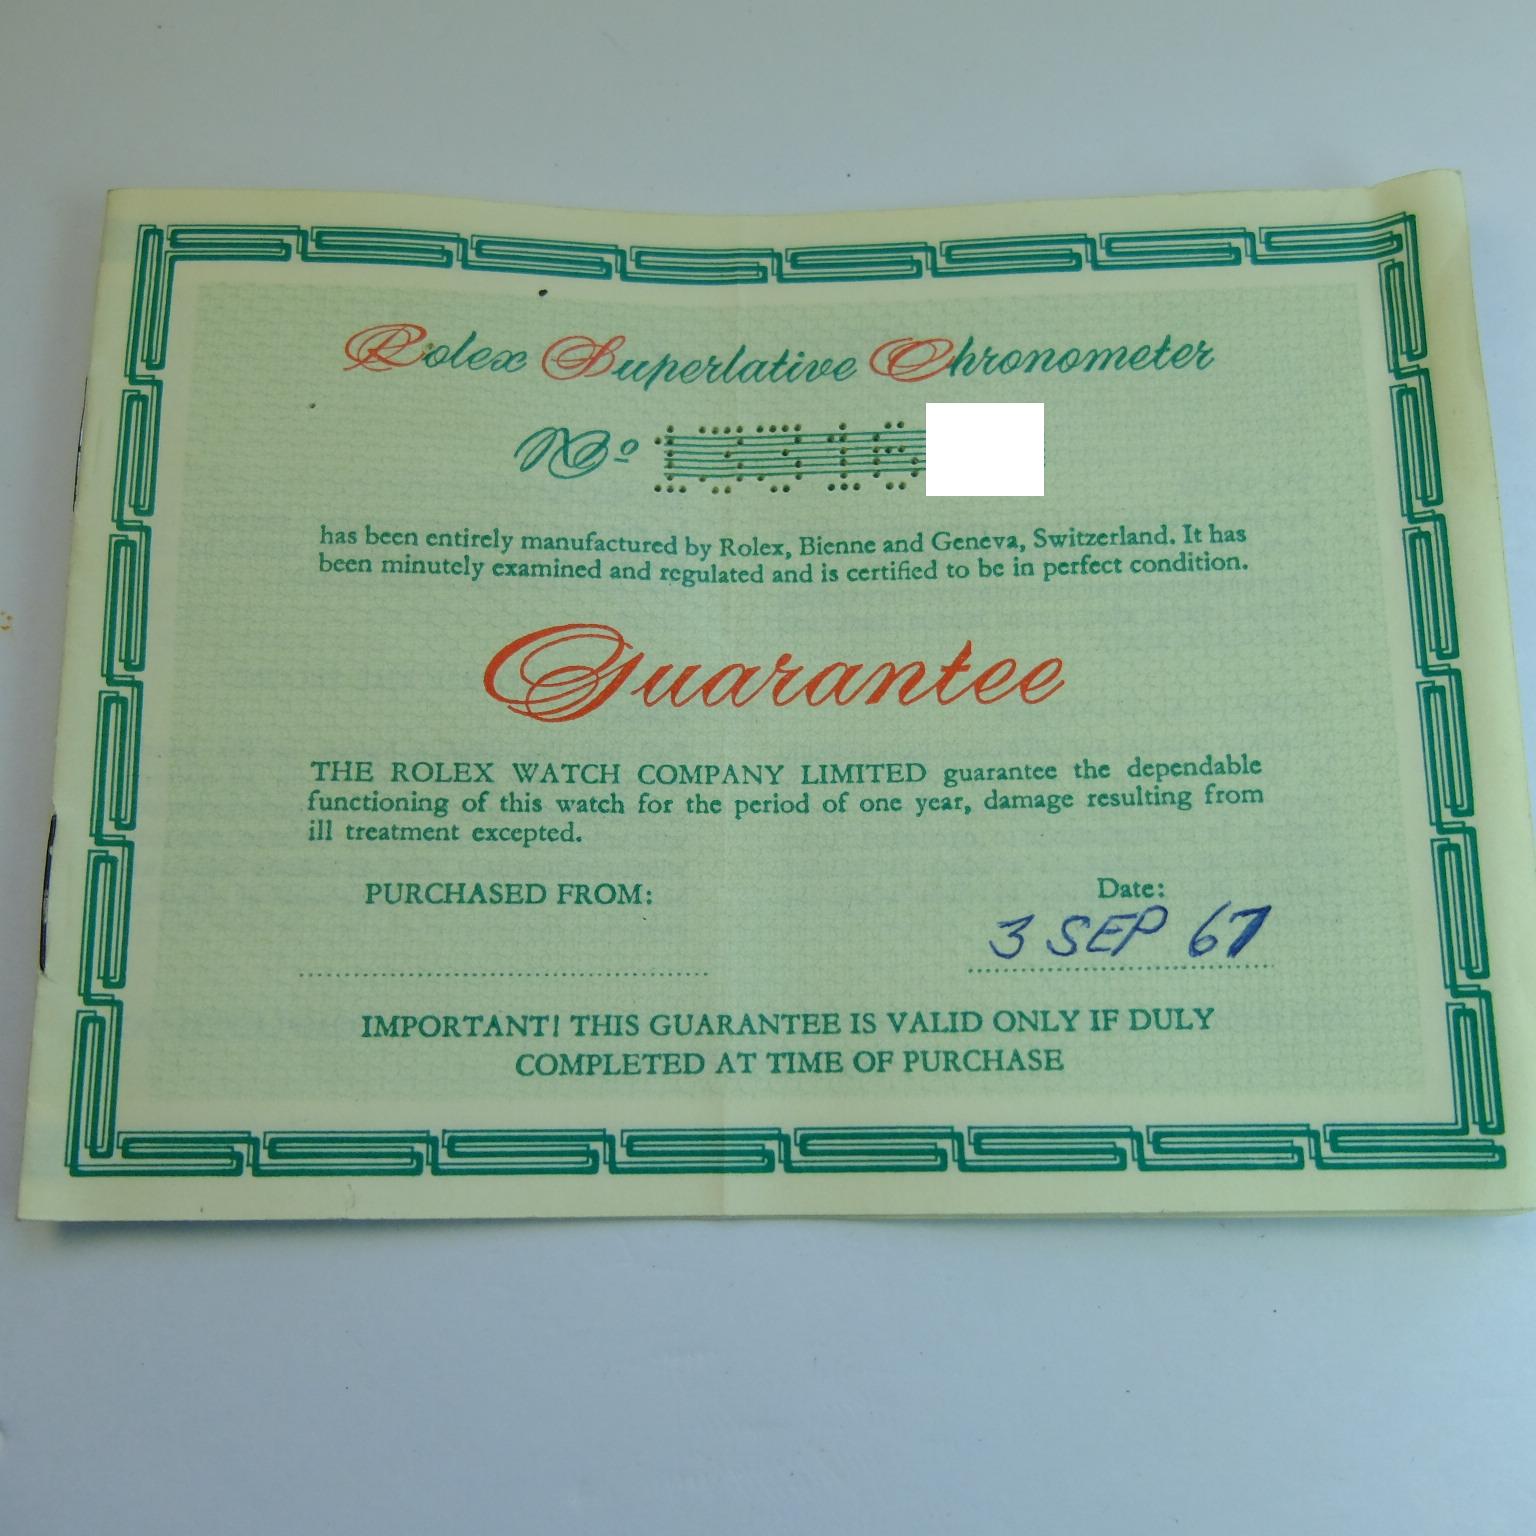 Rolex Superlative Chronometer
No 13316
has been entirely manufactured by Rolex, Bienne and Geneva, Switzerland. It has
been minutely examined and regulated and is certified to be in perfect condition.
Guarantee
THE ROLEX WATCH COMPANY LIMITED guarantee the dependable
functioning of this watch for the period of one year, damage resulting from
ill treatment excepted.
PURCHASED FROM:
Date:
3 SEP 67
IMPORTANT! THIS GUARANTEE IS VALID ONLY IF DULY
COMPLETED AT TIME OF PURCHASE